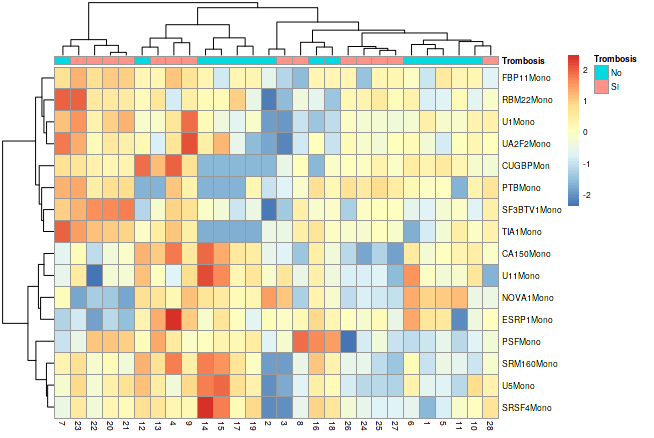 Trombosis
FBP11Mono
RBM22Mono
U1Mono
UA2F2Mono
CUGBPMon
PTBMono
SF3BTV1Mono
TIA1Mono
CA150Mono
U11Mono
NOVA1Mono
ESRP1Mono
PSFMono
SRM160Mono
U5Mono
SRSF4Mono
7 23 22 20 21 12 13 4 9 14 15 17 19 2 3 8 16 18 26 24 25 27 6 1 5 11 10 28
2
1
0
-1
-2
Trombosis
No
SI